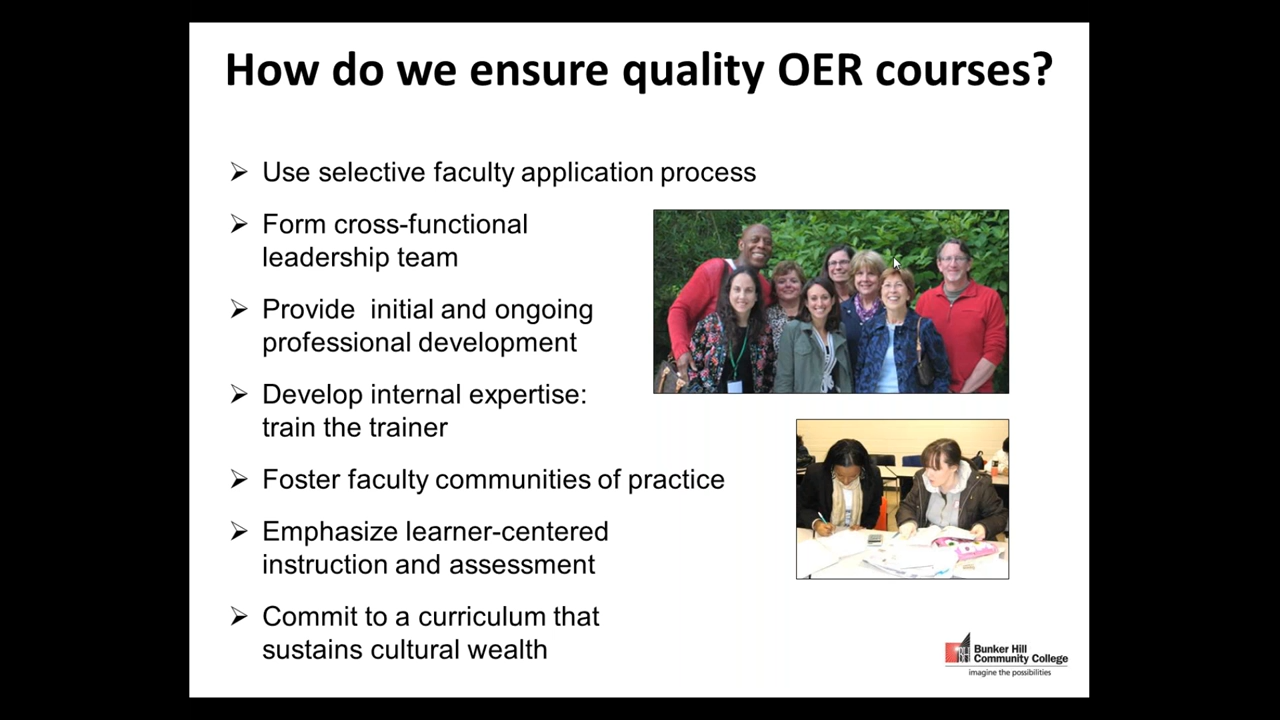 How do we ensure quality OER courses?
➢ Use selective faculty application process
➢ Form cross-functional
leadership team
➢ Provide  initial and ongoing
professional development
➢ Develop internal expertise:
train the trainer
➢ Foster faculty communities of practice
➢ Emphasize learner-centered
instruction and assessment
➢ Commit to a curriculum that
sustains cultural wealth
Bunker Hill
Community College
imagine the possibilities